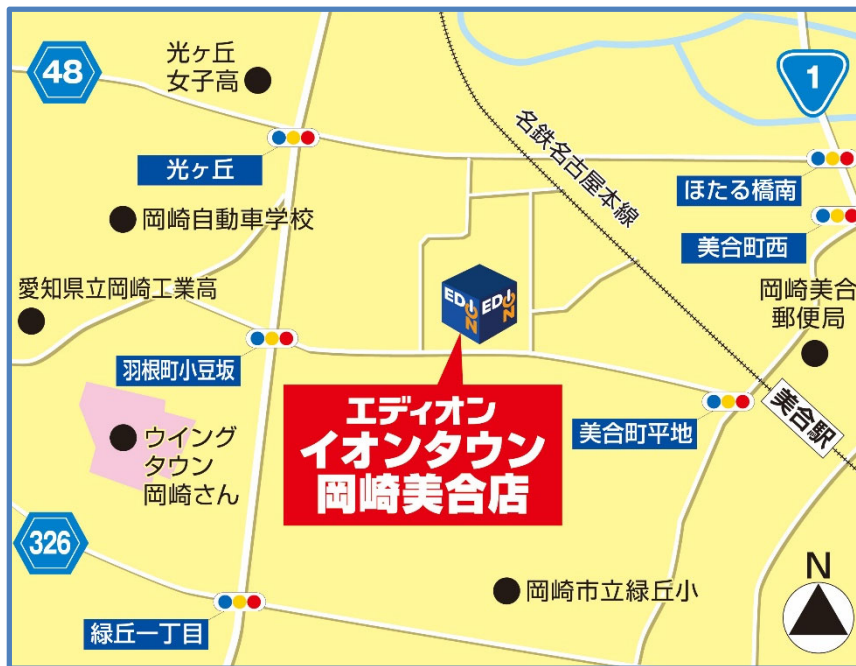 48
光ヶ丘
女子高
1
光ヶ丘
名鉄名古屋本線
ほたる橋南
岡崎自動車学校
美合町西
愛知県立岡崎工業高
岡崎美合
郵便局
EDION
EDION
羽根町小豆坂
エディオン
イオンタウン
岡崎美合店
美合町平地
美合駅
ウイング
タウン
岡崎さん
326
岡崎市立緑丘小
N
緑丘一丁目